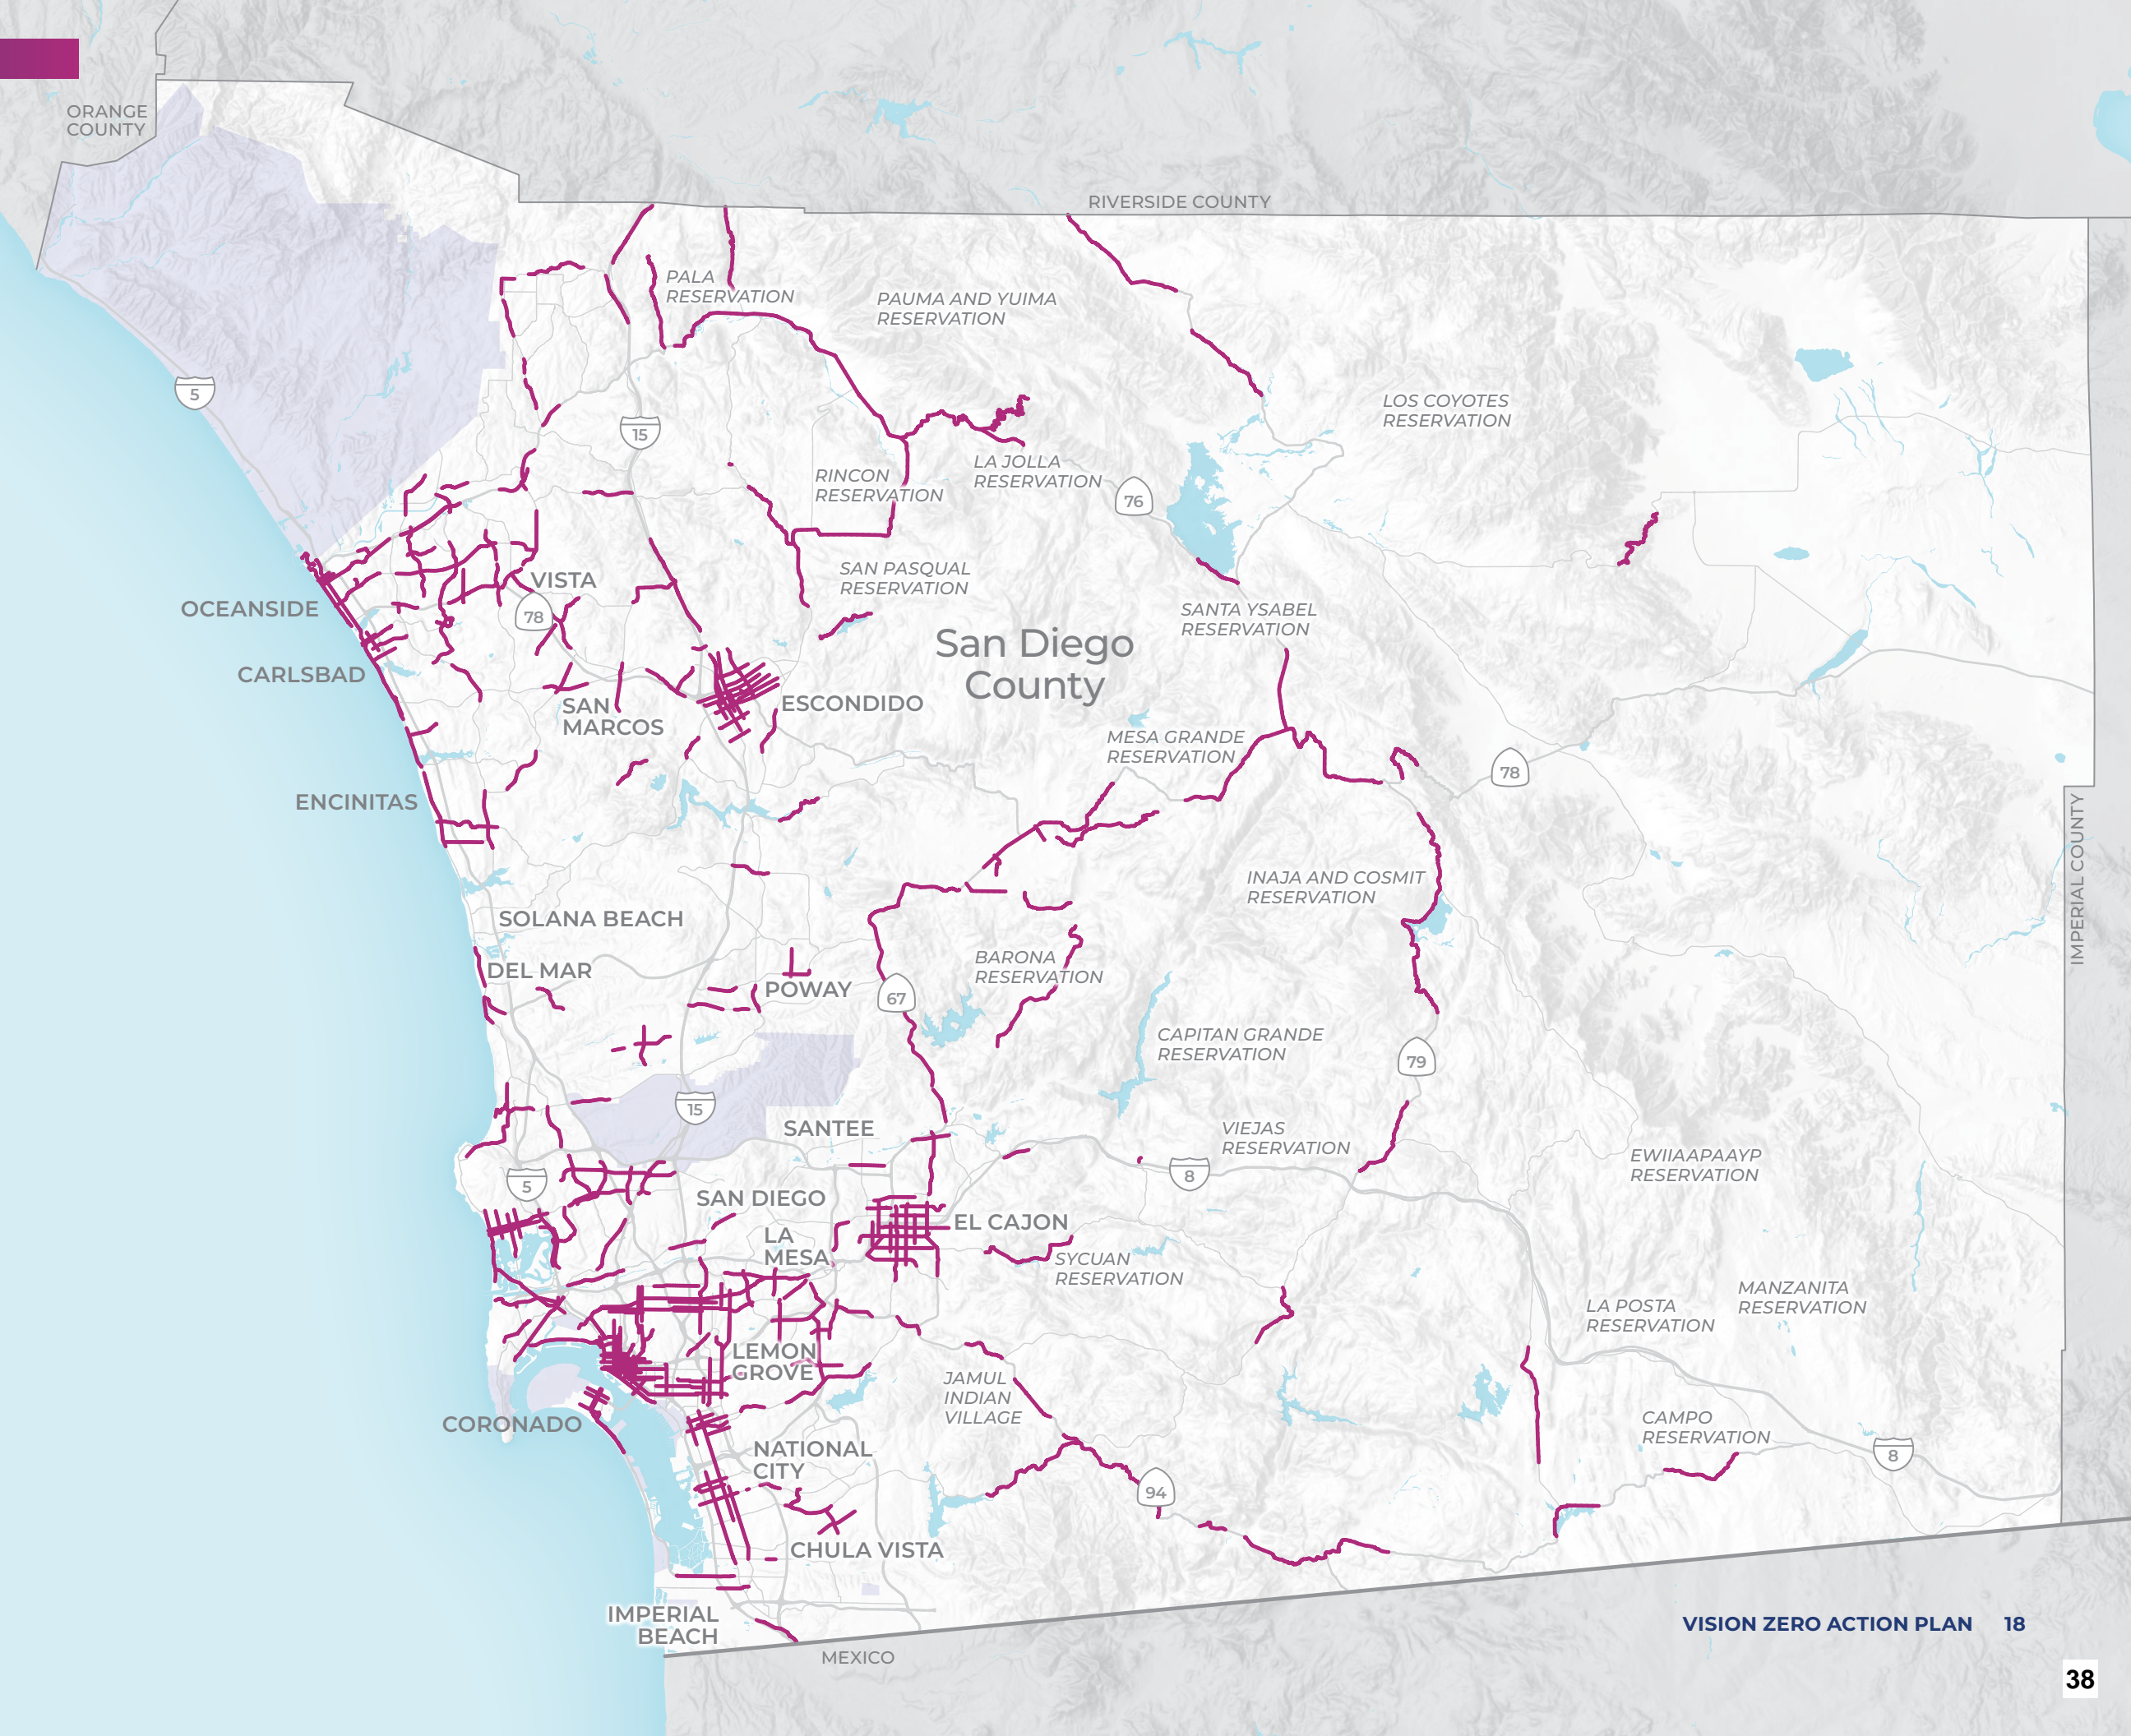 ORANGE
COUNTY
RIVERSIDE COUNTY
PALA
RESERVATION
PAUMA AND YUIMA
RESERVATION
5
15
LOS COYOTES
RESERVATION
RINCON
RESERVATION
LA JOLLA
RESERVATION
76
VISTA
SAN PASQUAL
RESERVATION
OCEANSIDE
78
SANTA YSABEL
RESERVATION
San Diego
County
CARLSBAD
SAN
MARCOS
ESCONDIDO
MESA GRANDE
RESERVATION
78
ENCINITAS
IMPERIAL COUNTY
INAJA AND COSMIT
RESERVATION
SOLANA BEACH
DEL MAR
BARONA
RESERVATION
POWAY
67
CAPITAN GRANDE
RESERVATION
79
15
SANTEE
VIEJAS
RESERVATION
EWIIAAPAAYP
RESERVATION
5
8
SAN DIEGO
EL CAJON
LA
MESA
SYCUAN
RESERVATION
MANZANITA
RESERVATION
LA POSTA
RESERVATION
LEMON
GROVE
JAMUL
INDIAN
VILLAGE
CORONADO
CAMPO
RESERVATION
NATIONAL
CITY
8
94
CHULA VISTA
IMPERIAL
BEACH
MEXICO
VISION ZERO ACTION PLAN 18
38